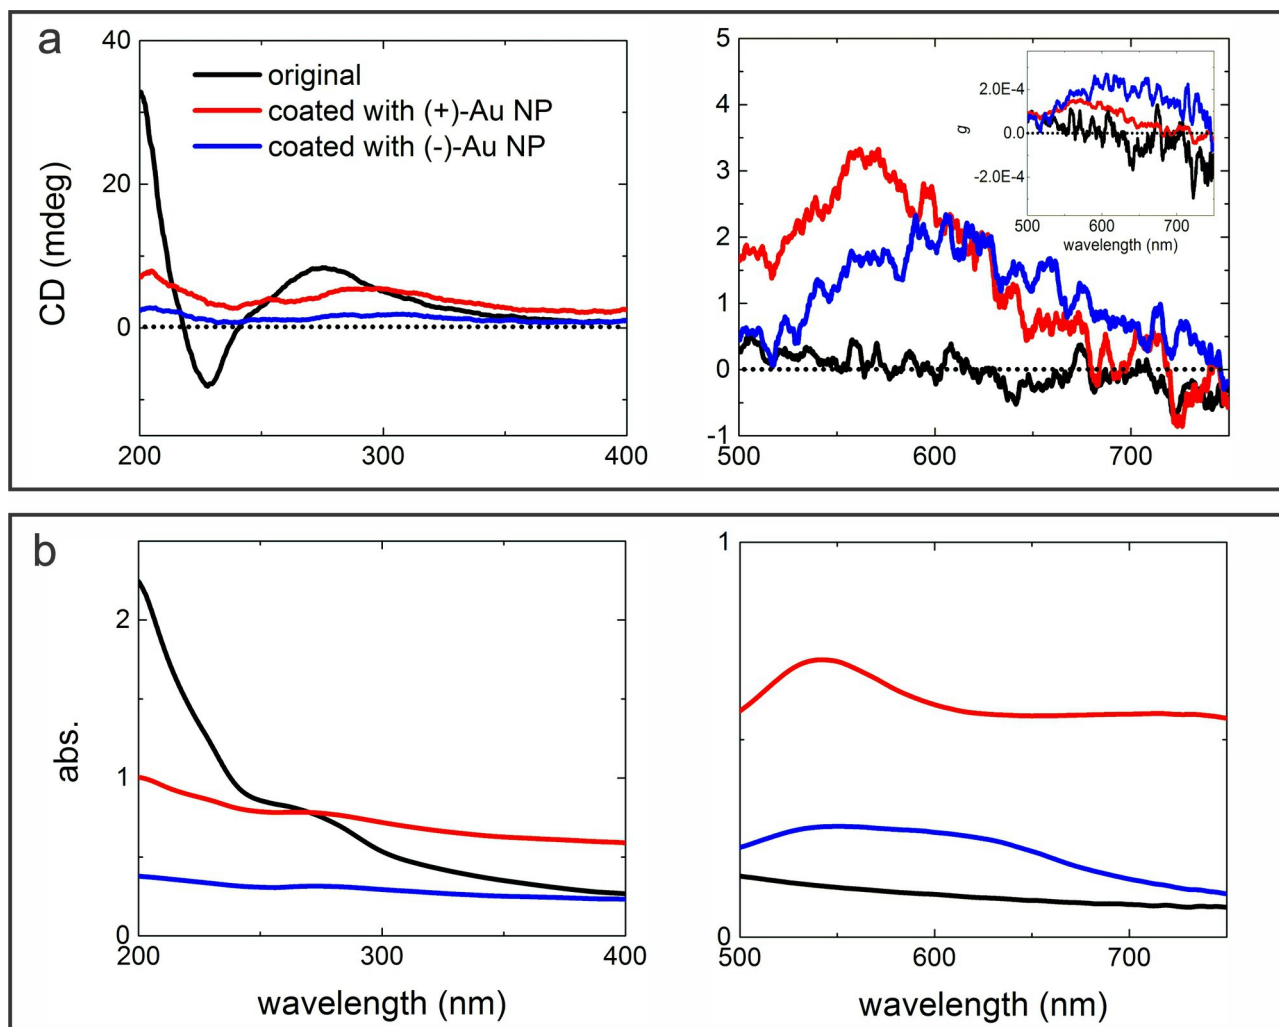 a
40
20
0
200
300
400
CD (mdeg)
original
coated with (+)-Au NP
coated with (-)-Au NP
5
4
3
2
1
0
-1
500
600
700
2.0E-4
0.0
-2.0E-4
g
500
600
700
wavelength (nm)
b
2
1
0
200
300
400
abs.
wavelength (nm)
1
0
500
600
700
wavelength (nm)